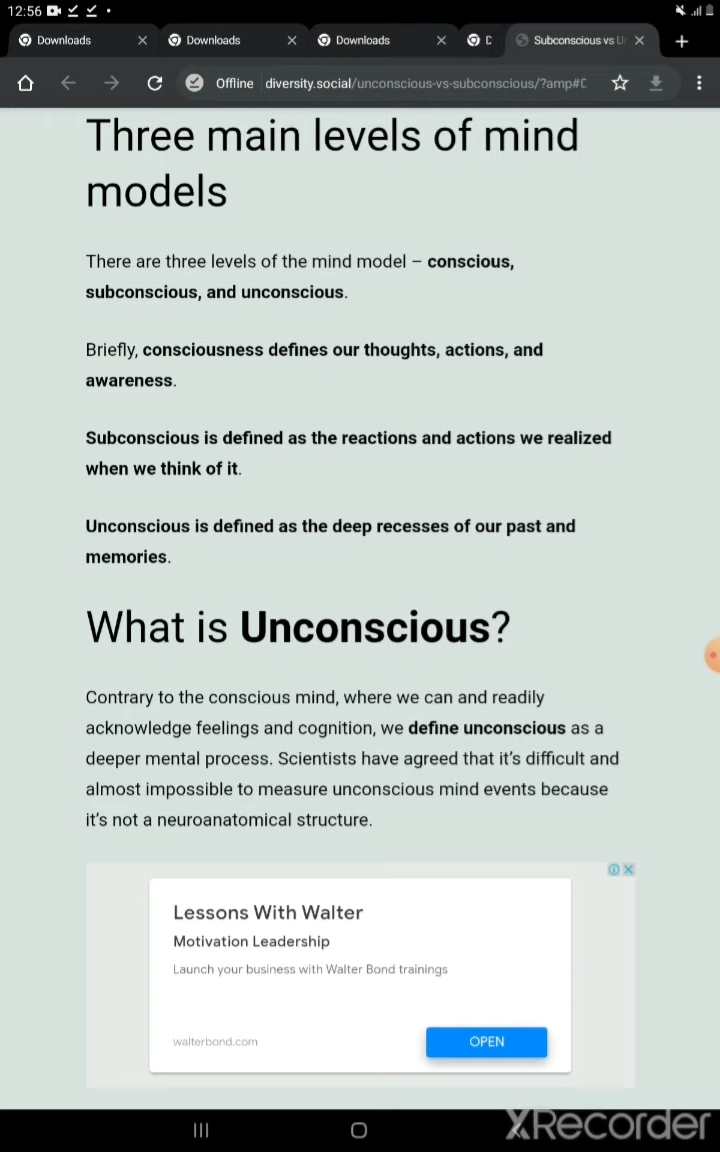 12:56
Downloads
Downloads
Downloads
D
Subconscious vs U
Offline diversity.social/unconscious-vs-subconscious/?amp#
Three main levels of mind
models
There are three levels of the mind model – conscious,
subconscious, and unconscious.
Briefly, consciousness defines our thoughts, actions, and
awareness.
Subconscious is defined as the reactions and actions we realized
when we think of it.
Unconscious is defined as the deep recesses of our past and
memories.
What is Unconscious?
Contrary to the conscious mind, where we can and readily
acknowledge feelings and cognition, we define unconscious as a
deeper mental process. Scientists have agreed that it's difficult and
almost impossible to measure unconscious mind events because
it's not a neuroanatomical structure.
Lessons With Walter
Motivation Leadership
Launch your business with Walter Bond trainings
walterbond.com
OPEN
XRecorder